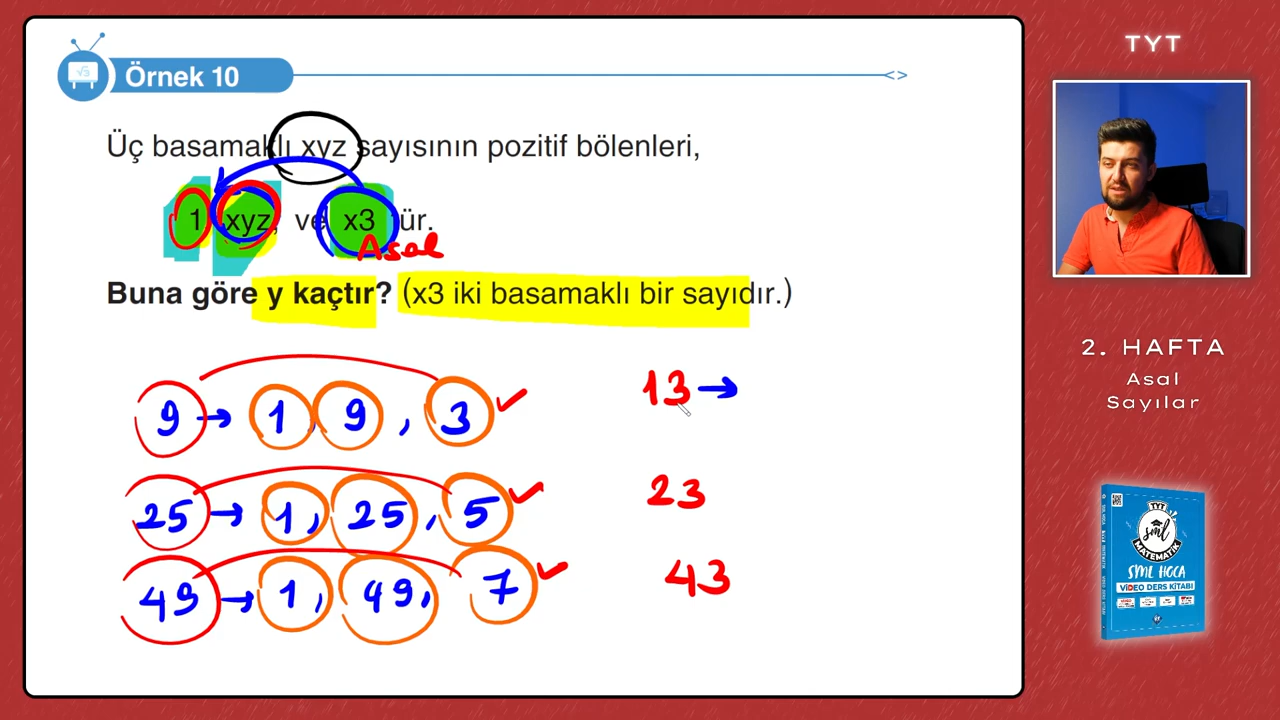 Örnek 10
Üç basamaklı xyz sayısının pozitif bölenleri,
1, xyz, ve x3 tür.
Asal
Buna göre y kaçtır? (x3 iki basamaklı bir sayıdır.)
9 → 1, 9, 3 ✓
25 → 1, 25, 5 ✓
49 → 1, 49, 7 ✓
13 →
23
43
TYT
2. HAFTA
Asal
Sayılar
TYT
SML
MATEMATİK
SML HOCA
VİDEO DERS KİTABI